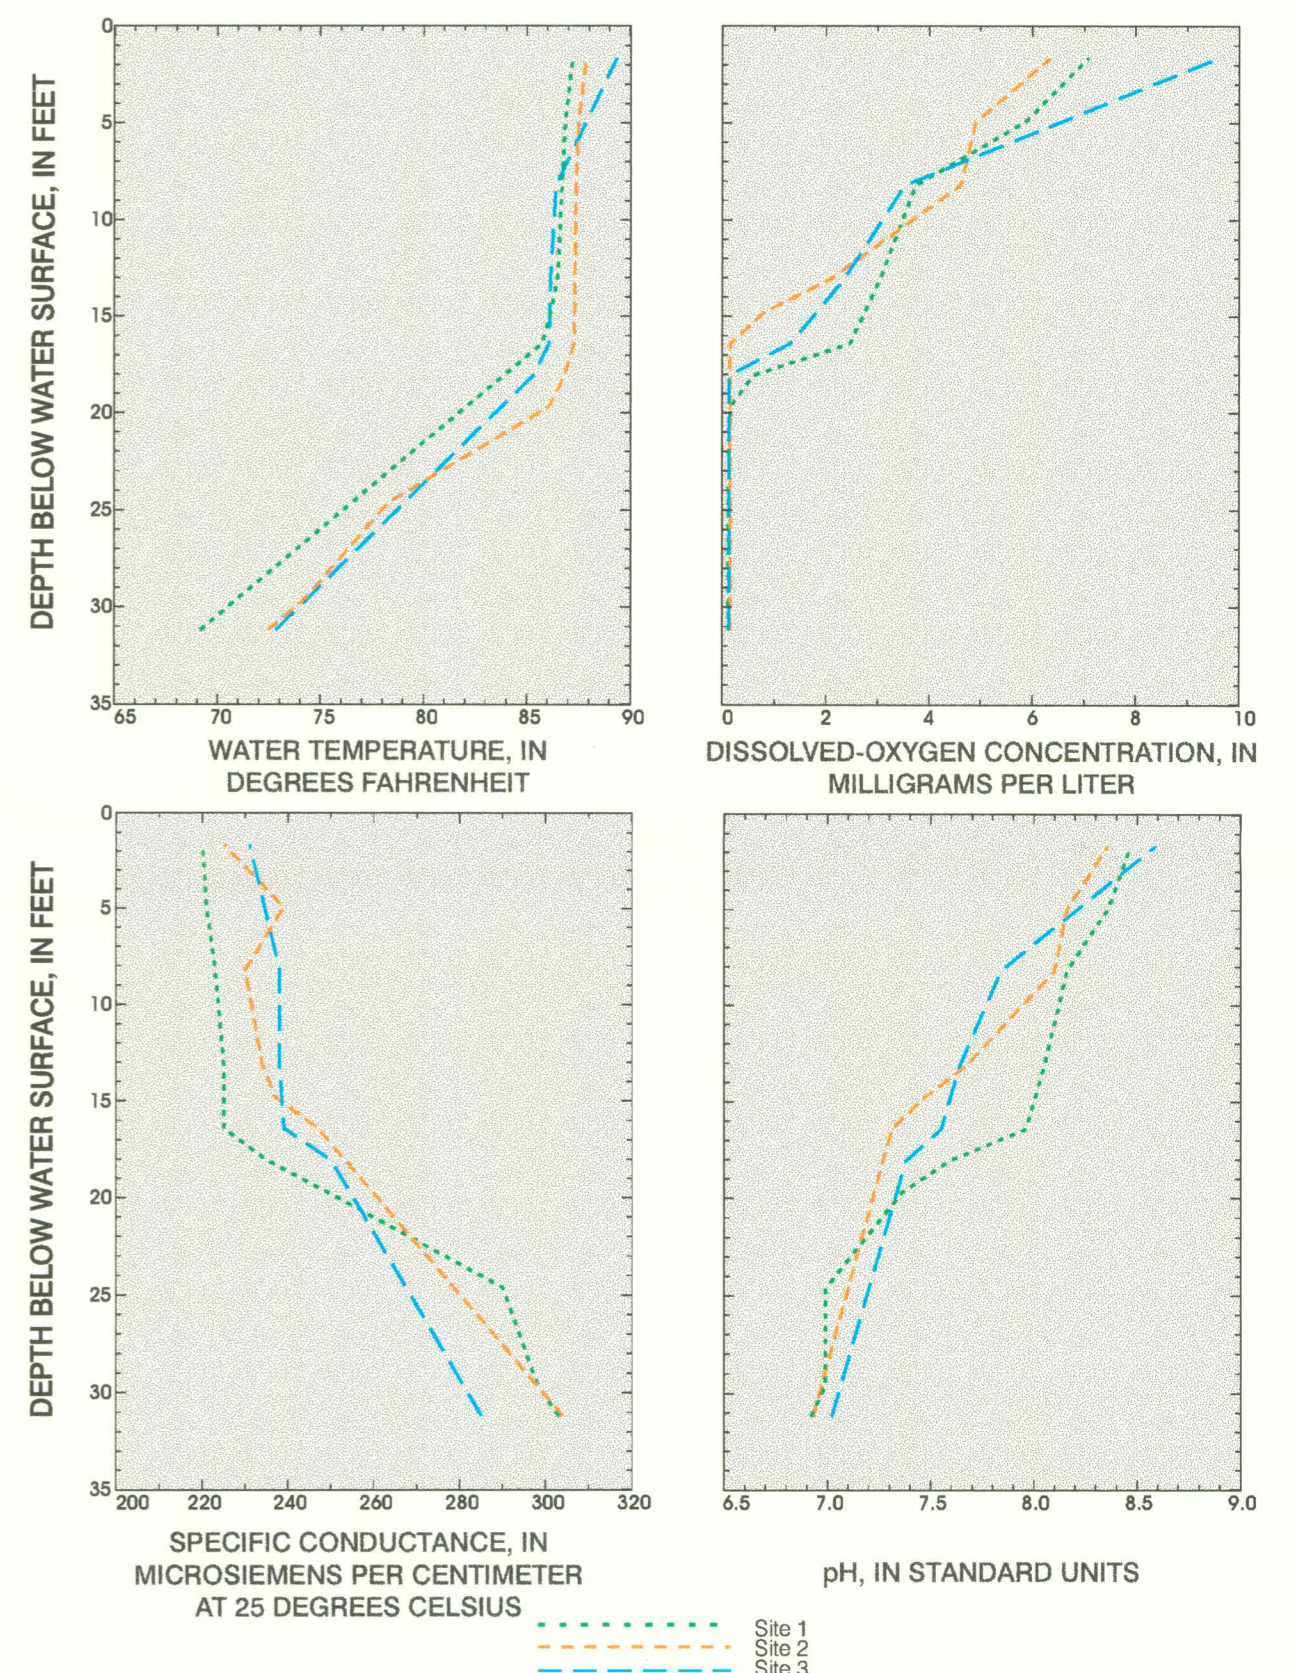 0
5
10
15
20
25
30
35
DEPTH BELOW WATER SURFACE, IN FEET
65 70 75 80 85 90
WATER TEMPERATURE, IN
DEGREES FAHRENHEIT
0 2 4 6 8 10
DISSOLVED-OXYGEN CONCENTRATION, IN
MILLIGRAMS PER LITER
0
5
10
15
20
25
30
35
DEPTH BELOW WATER SURFACE, IN FEET
200 220 240 260 280 300 320
SPECIFIC CONDUCTANCE, IN
MICROSIEMENS PER CENTIMETER
AT 25 DEGREES CELSIUS
6.5 7.0 7.5 8.0 8.5 9.0
pH, IN STANDARD UNITS
Site 1
Site 2
Site 3